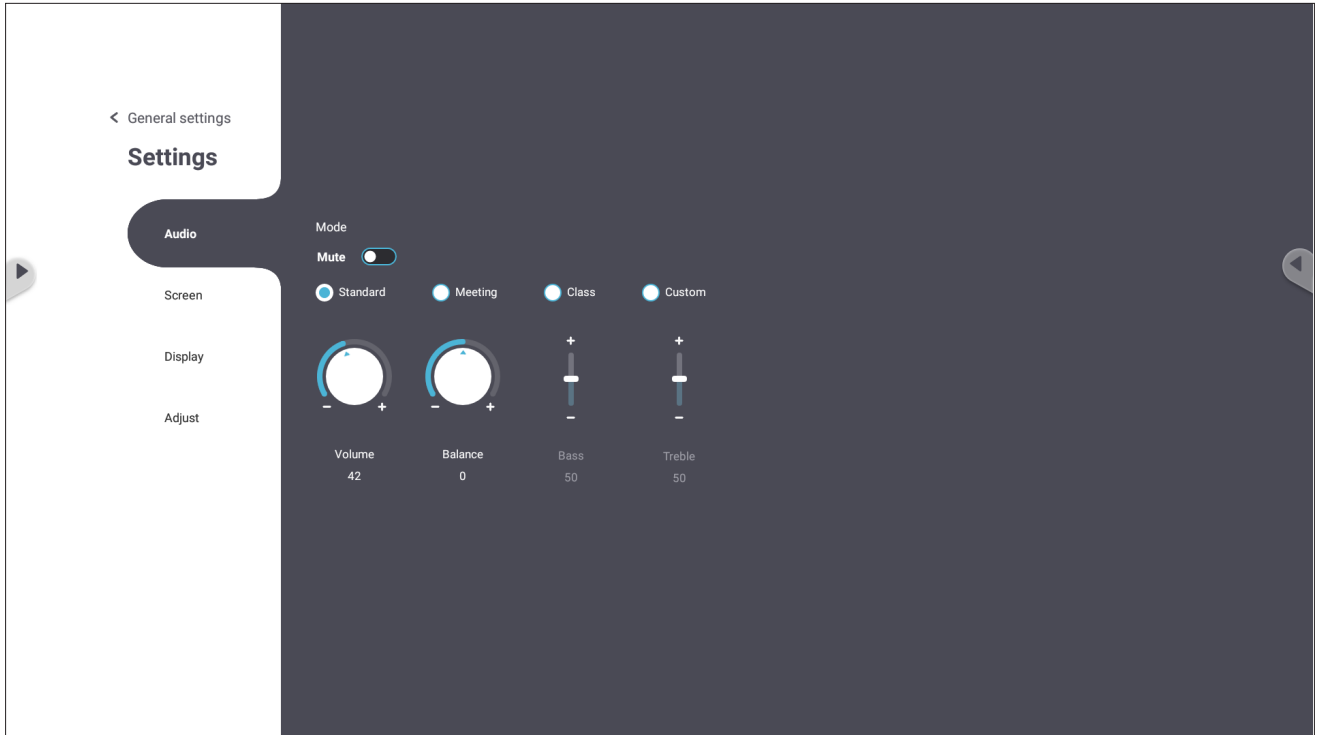 General settings
Settings
Audio
Screen
Display
Adjust
Mode
Mute
Standard Meeting Class Custom
+ +
- + - + - -
Volume Balance Bass Treble
42 0 50 50